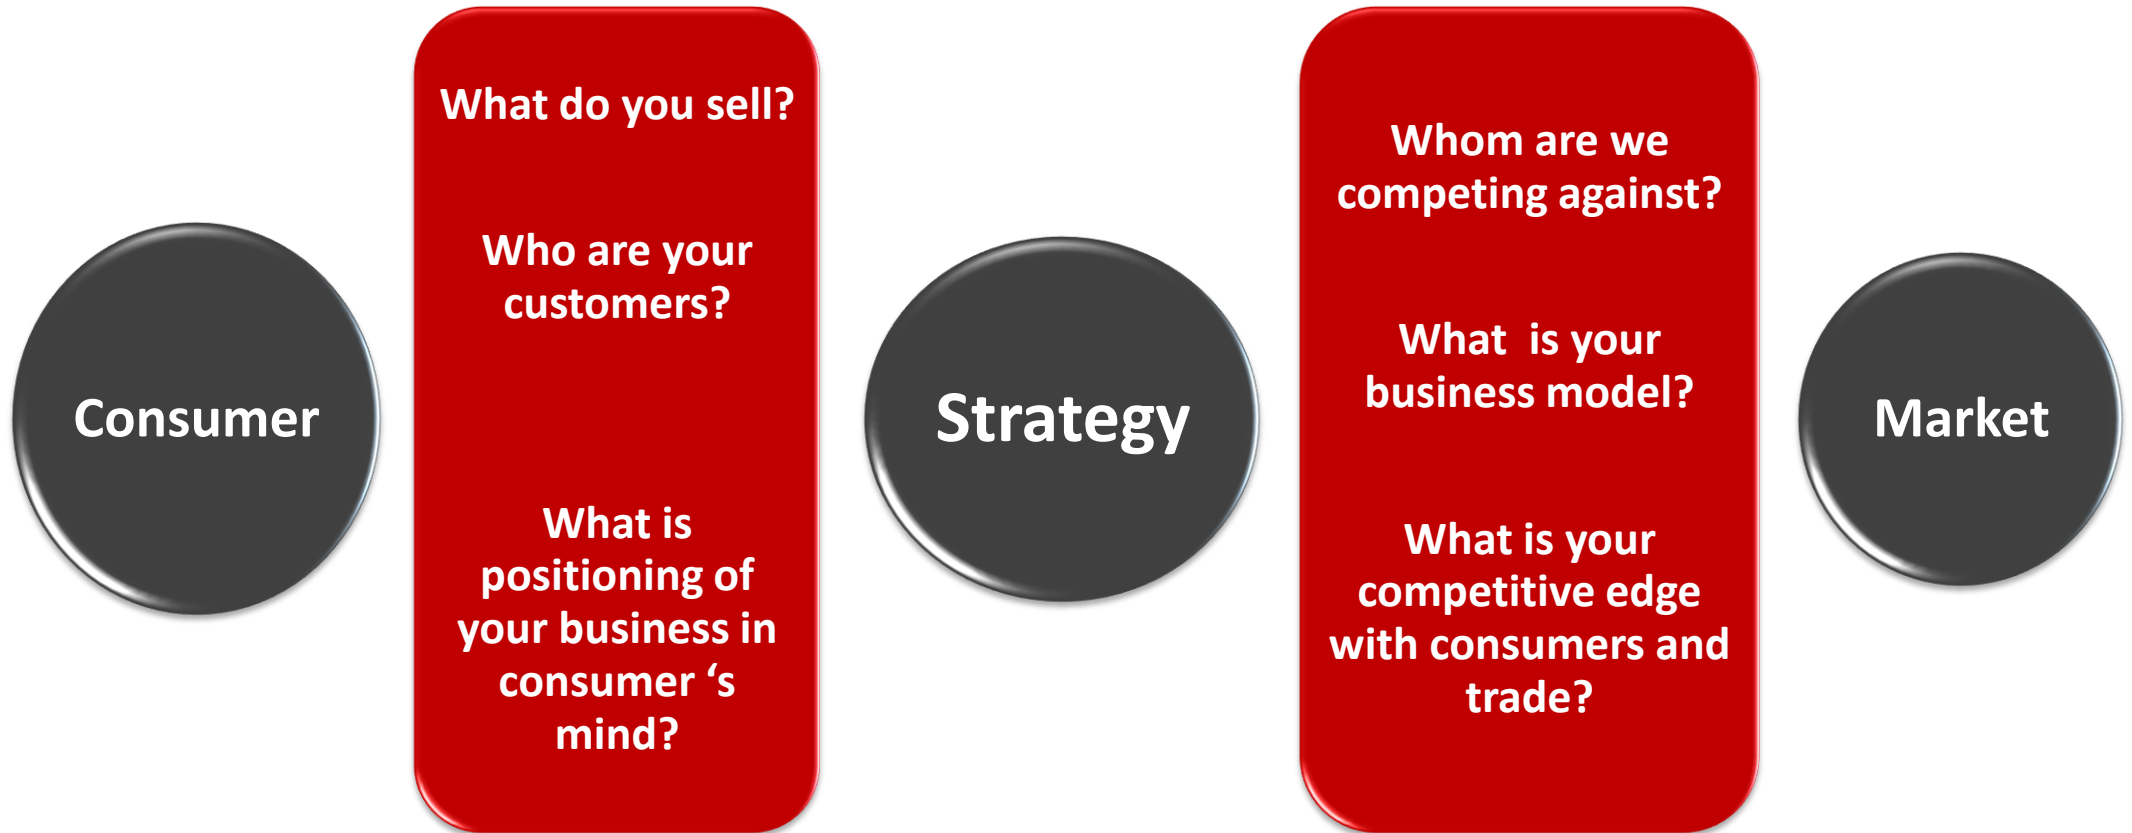 Consumer
What do you sell?
Who are your
customers?
What is
positioning of
your business in
consumer ‘s
mind?
Strategy
Whom are we
competing against?
What  is your
business model?
What is your
competitive edge
with consumers and
trade?
Market